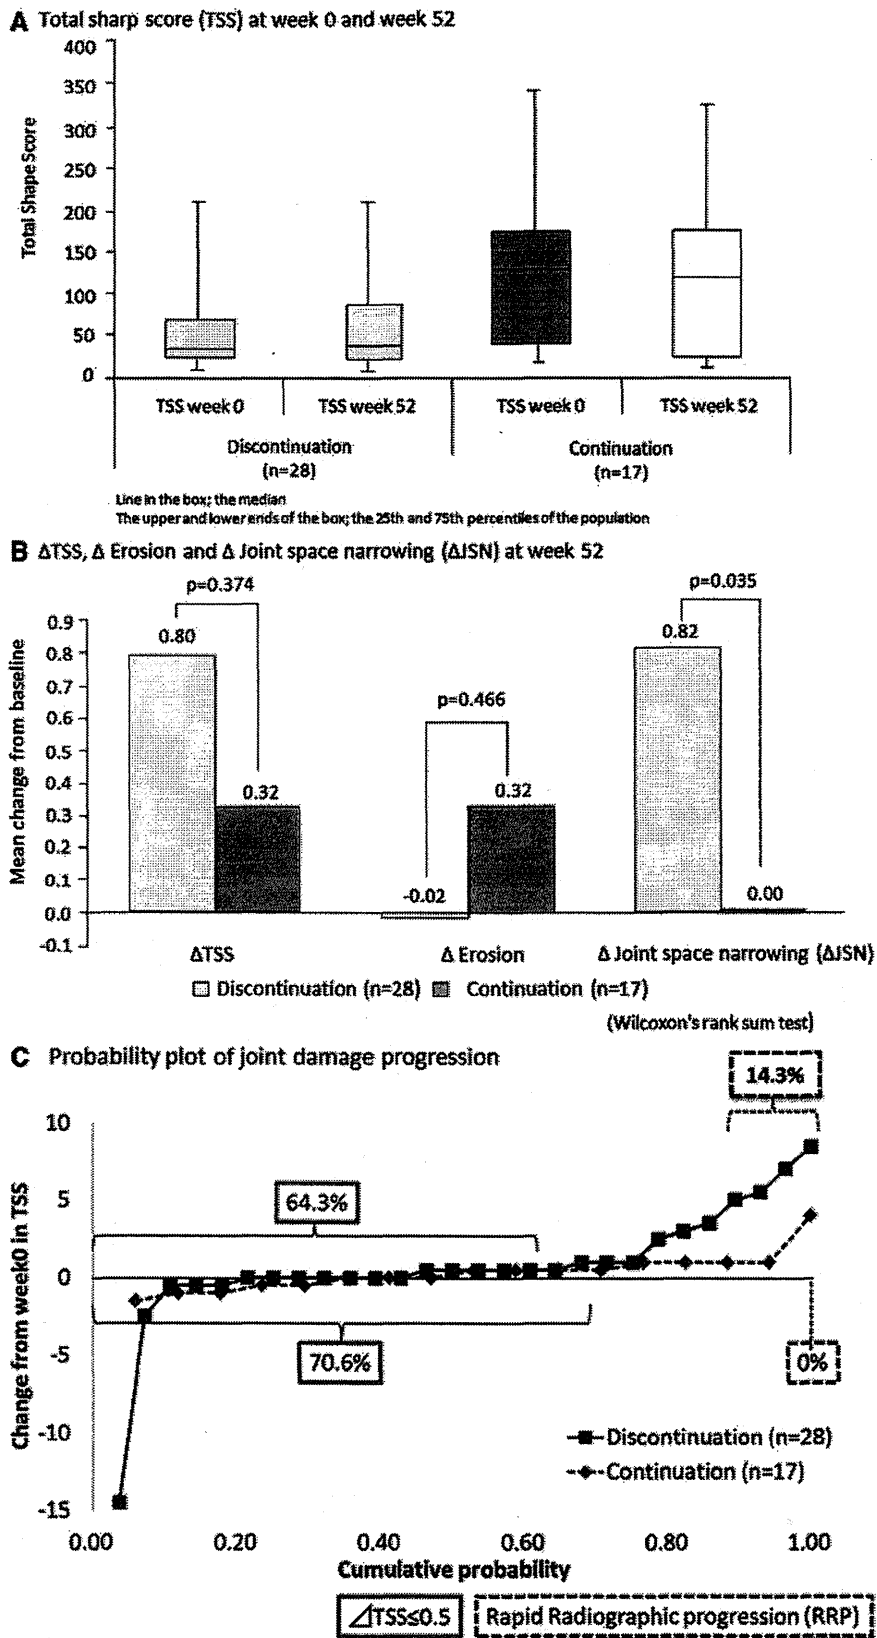 A Total sharp score (TSS) at week 0 and week 52
400
350
300
250
200
150
100
50
0
Total Shape Score
TSS week 0
TSS week 52
TSS week 0
TSS week 52
Discontinuation
(n=28)
Continuation
(n=17)
Line in the box; the median
The upper and lower ends of the box; the 25th and 75th percentiles of the population
B ΔTSS, Δ Erosion and Δ Joint space narrowing (ΔJSN) at week 52
p=0.374
p=0.466
p=0.035
0.9
0.8
0.7
0.6
0.5
0.4
0.3
0.2
0.1
0.0
-0.1
Mean change from baseline
0.80
0.32
-0.02
0.32
0.82
0.00
ΔTSS
Δ Erosion
Δ Joint space narrowing (ΔJSN)
Discontinuation (n=28)
Continuation (n=17)
(Wilcoxon's rank sum test)
C Probability plot of joint damage progression
14.3%
64.3%
70.6%
0%
10
5
0
-5
-10
-15
Change from week0 in TSS
Discontinuation (n=28)
Continuation (n=17)
0.00
0.20
0.40
0.60
0.80
1.00
Cumulative probability
⊿TSS≤0.5
Rapid Radiographic progression (RRP)